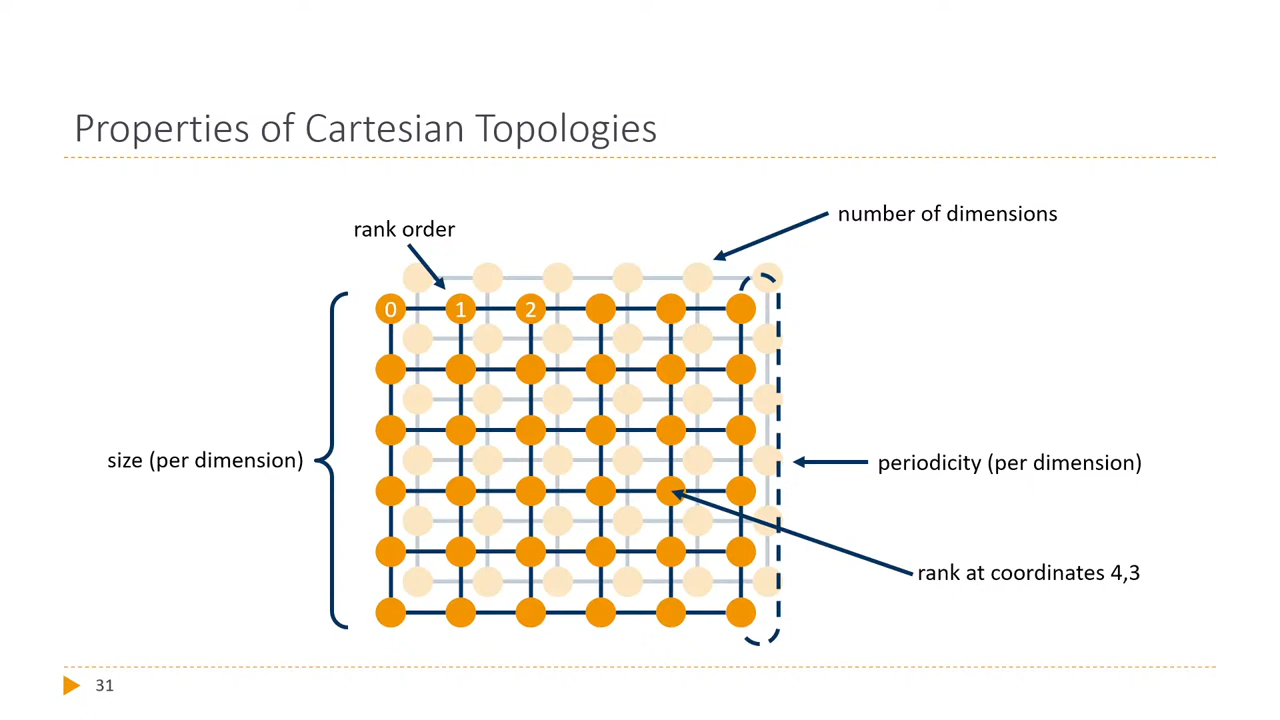 Properties of Cartesian Topologies
number of dimensions
rank order
0 1 2
size (per dimension)
periodicity (per dimension)
rank at coordinates 4,3
31